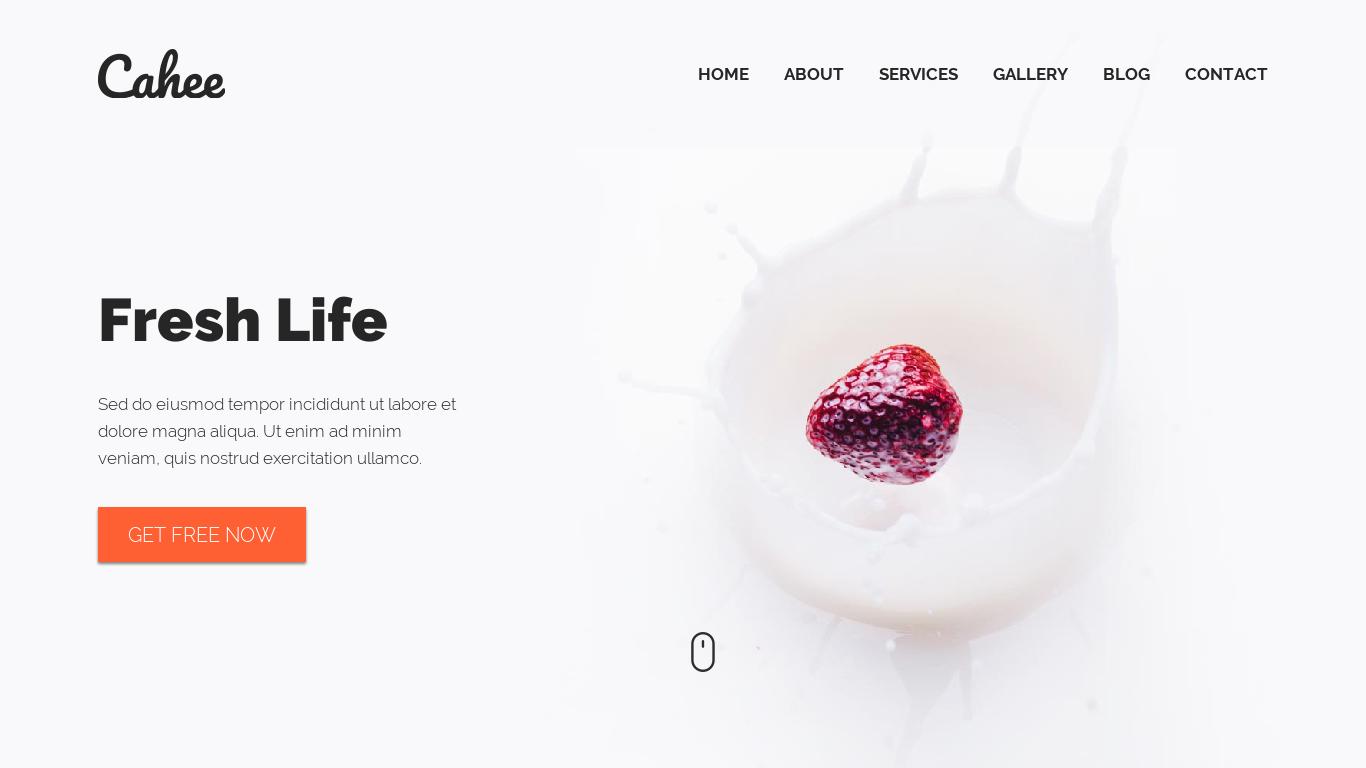 Cahee
HOME ABOUT SERVICES GALLERY BLOG CONTACT
Fresh Life
Sed do eiusmod tempor incididunt ut labore et
dolore magna aliqua. Ut enim ad minim
veniam, quis nostrud exercitation ullamco.
GET FREE NOW